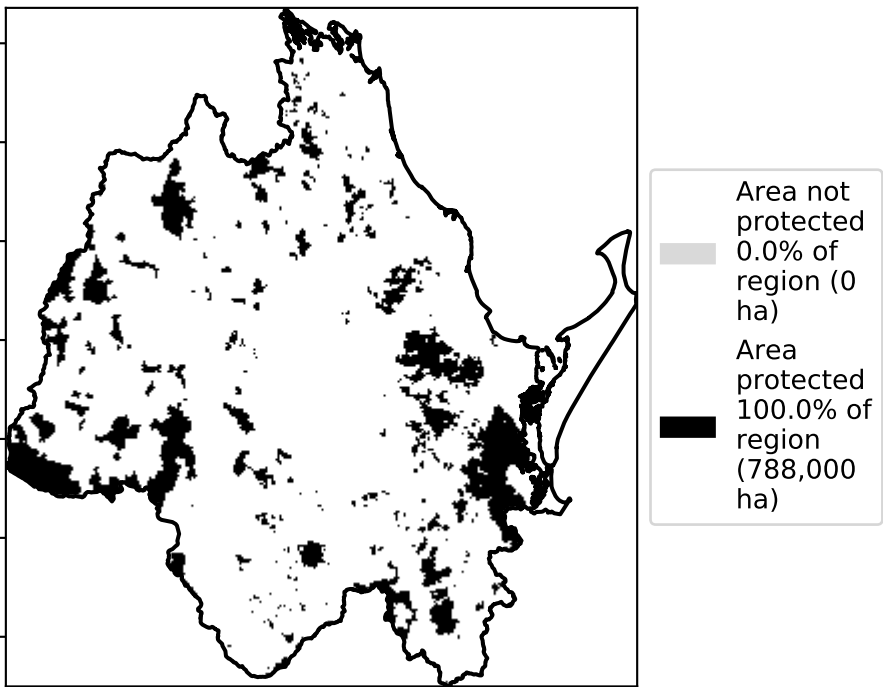 Area not
protected
0.0% of
region (0
ha)
Area
protected
100.0% of
region
(788,000
ha)